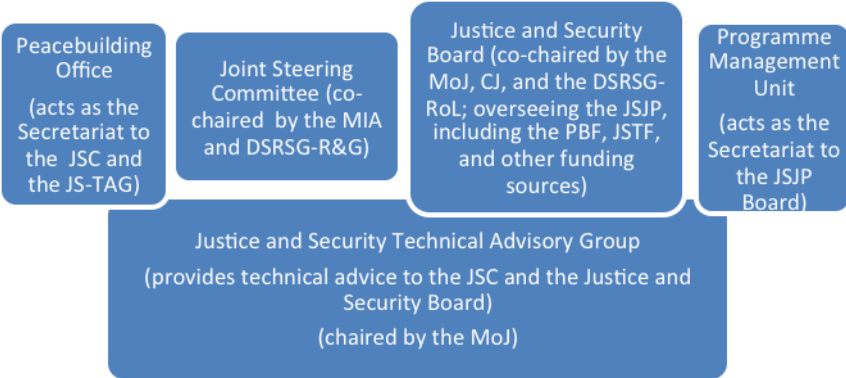 Peacebuilding
Office
(acts as the
Secretariat to
the JSC and
the JS-TAG)
Joint Steering
Committee (co-
chaired by the MIA
and DSRSG-R&G)
Justice and Security
Board (co-chaired by the
MoJ, CJ, and the DSRSG-
RoL; overseeing the JSJP,
including the PBF, JSTF,
and other funding
sources)
Programme
Management
Unit
(acts as the
Secretariat to
the JSJP
Board)
Justice and Security Technical Advisory Group
(provides technical advice to the JSC and the Justice and
Security Board)
(chaired by the MoJ)